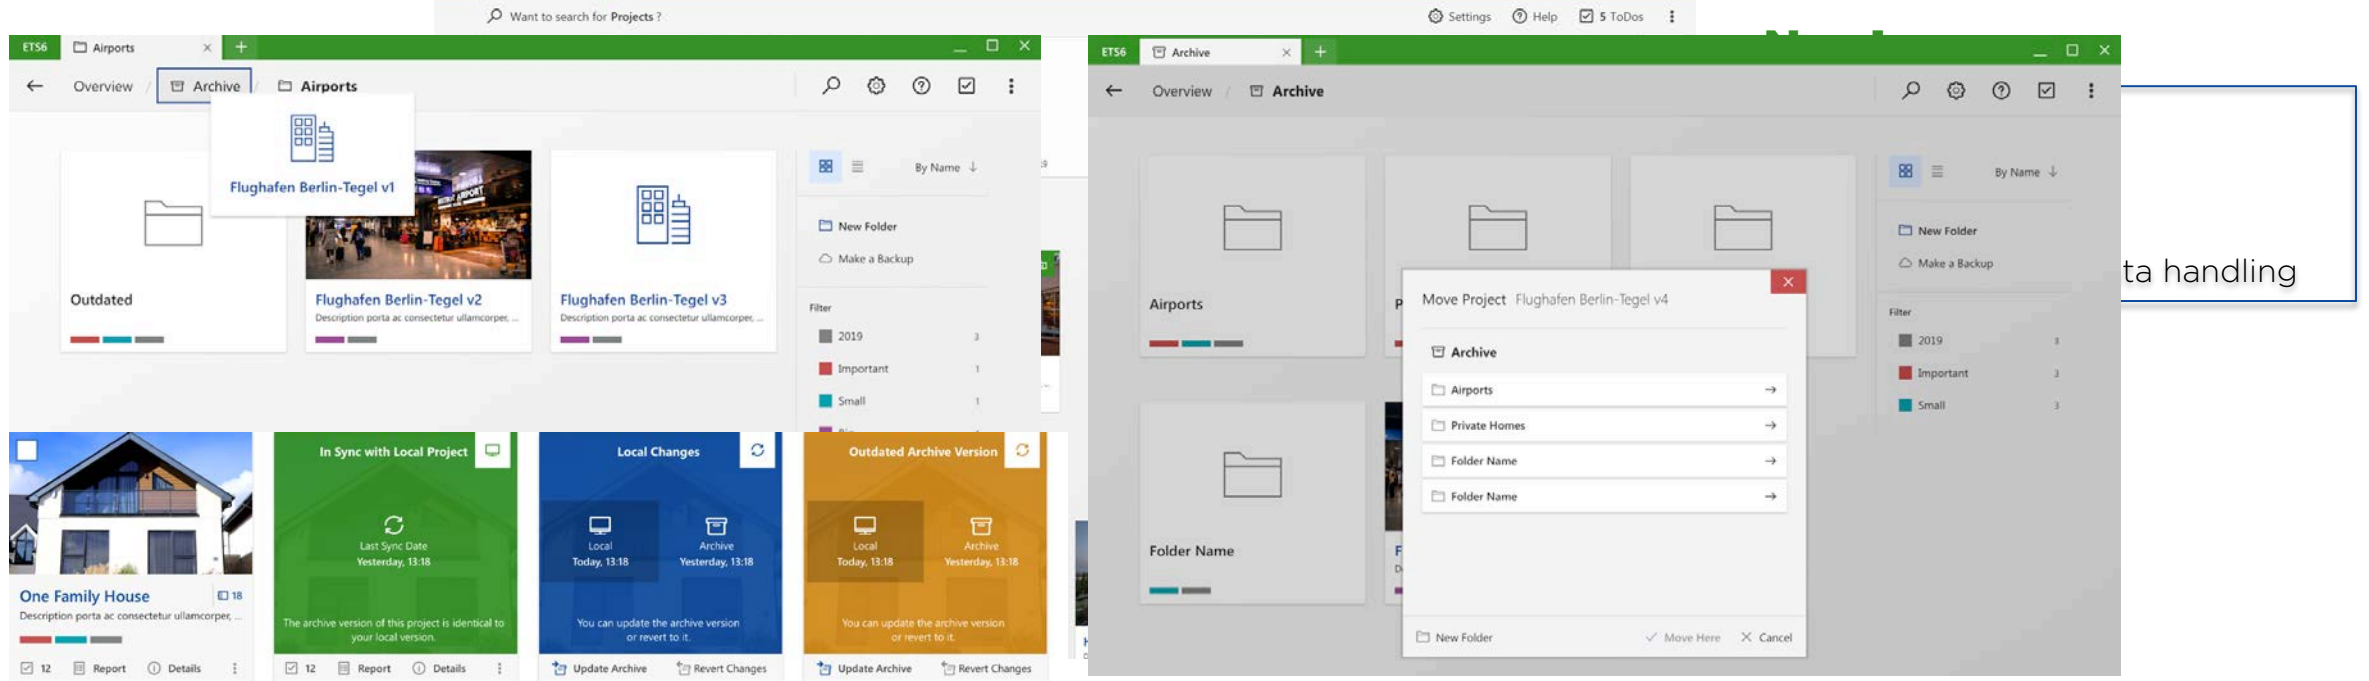 Want to search for Projects ?
Settings
Help
5 ToDos
ETS6
Airports
Overview / Archive / Airports
Flughafen Berlin-Tegel v1
By Name
Outdated
Flughafen Berlin-Tegel v2
Description porta ac consectetur ullamcorper, ...
Flughafen Berlin-Tegel v3
Description porta ac consectetur ullamcorper, ...
New Folder
Make a Backup
Filter
2019 3
Important 1
Small 1
One Family House 18
Description porta ac consectetur ullamcorper, ...
12 Report Details
In Sync with Local Project
Last Sync Date
Yesterday, 13:18
The archive version of this project is identical to
your local version.
12 Report Details
Local Changes
Local
Today, 13:18
Archive
Yesterday, 13:18
You can update the archive version
or revert to it.
Update Archive Revert Changes
Outdated Archive Version
Local
Today, 13:18
Archive
Yesterday, 13:18
You can update the archive version
or revert to it.
Update Archive Revert Changes
ETS6
Archive
Overview / Archive
By Name
Airports
P
Folder Name
F
New Folder
Make a Backup
Filter
2019 3
Important 3
Small 3
Move Project Flughafen Berlin-Tegel v4
Archive
Airports
Private Homes
Folder Name
Folder Name
New Folder
Move Here
Cancel
ta handling